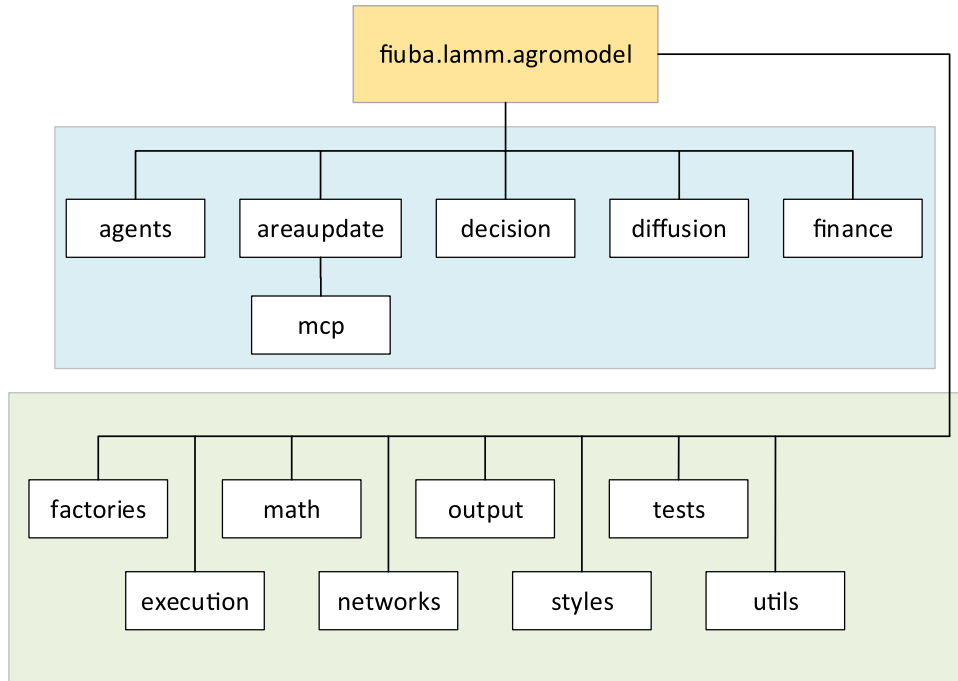 fiuba.lamm.agromodel
agents
areaupdate
decision
diffusion
finance
mcp
factories
math
output
tests
execution
networks
styles
utils